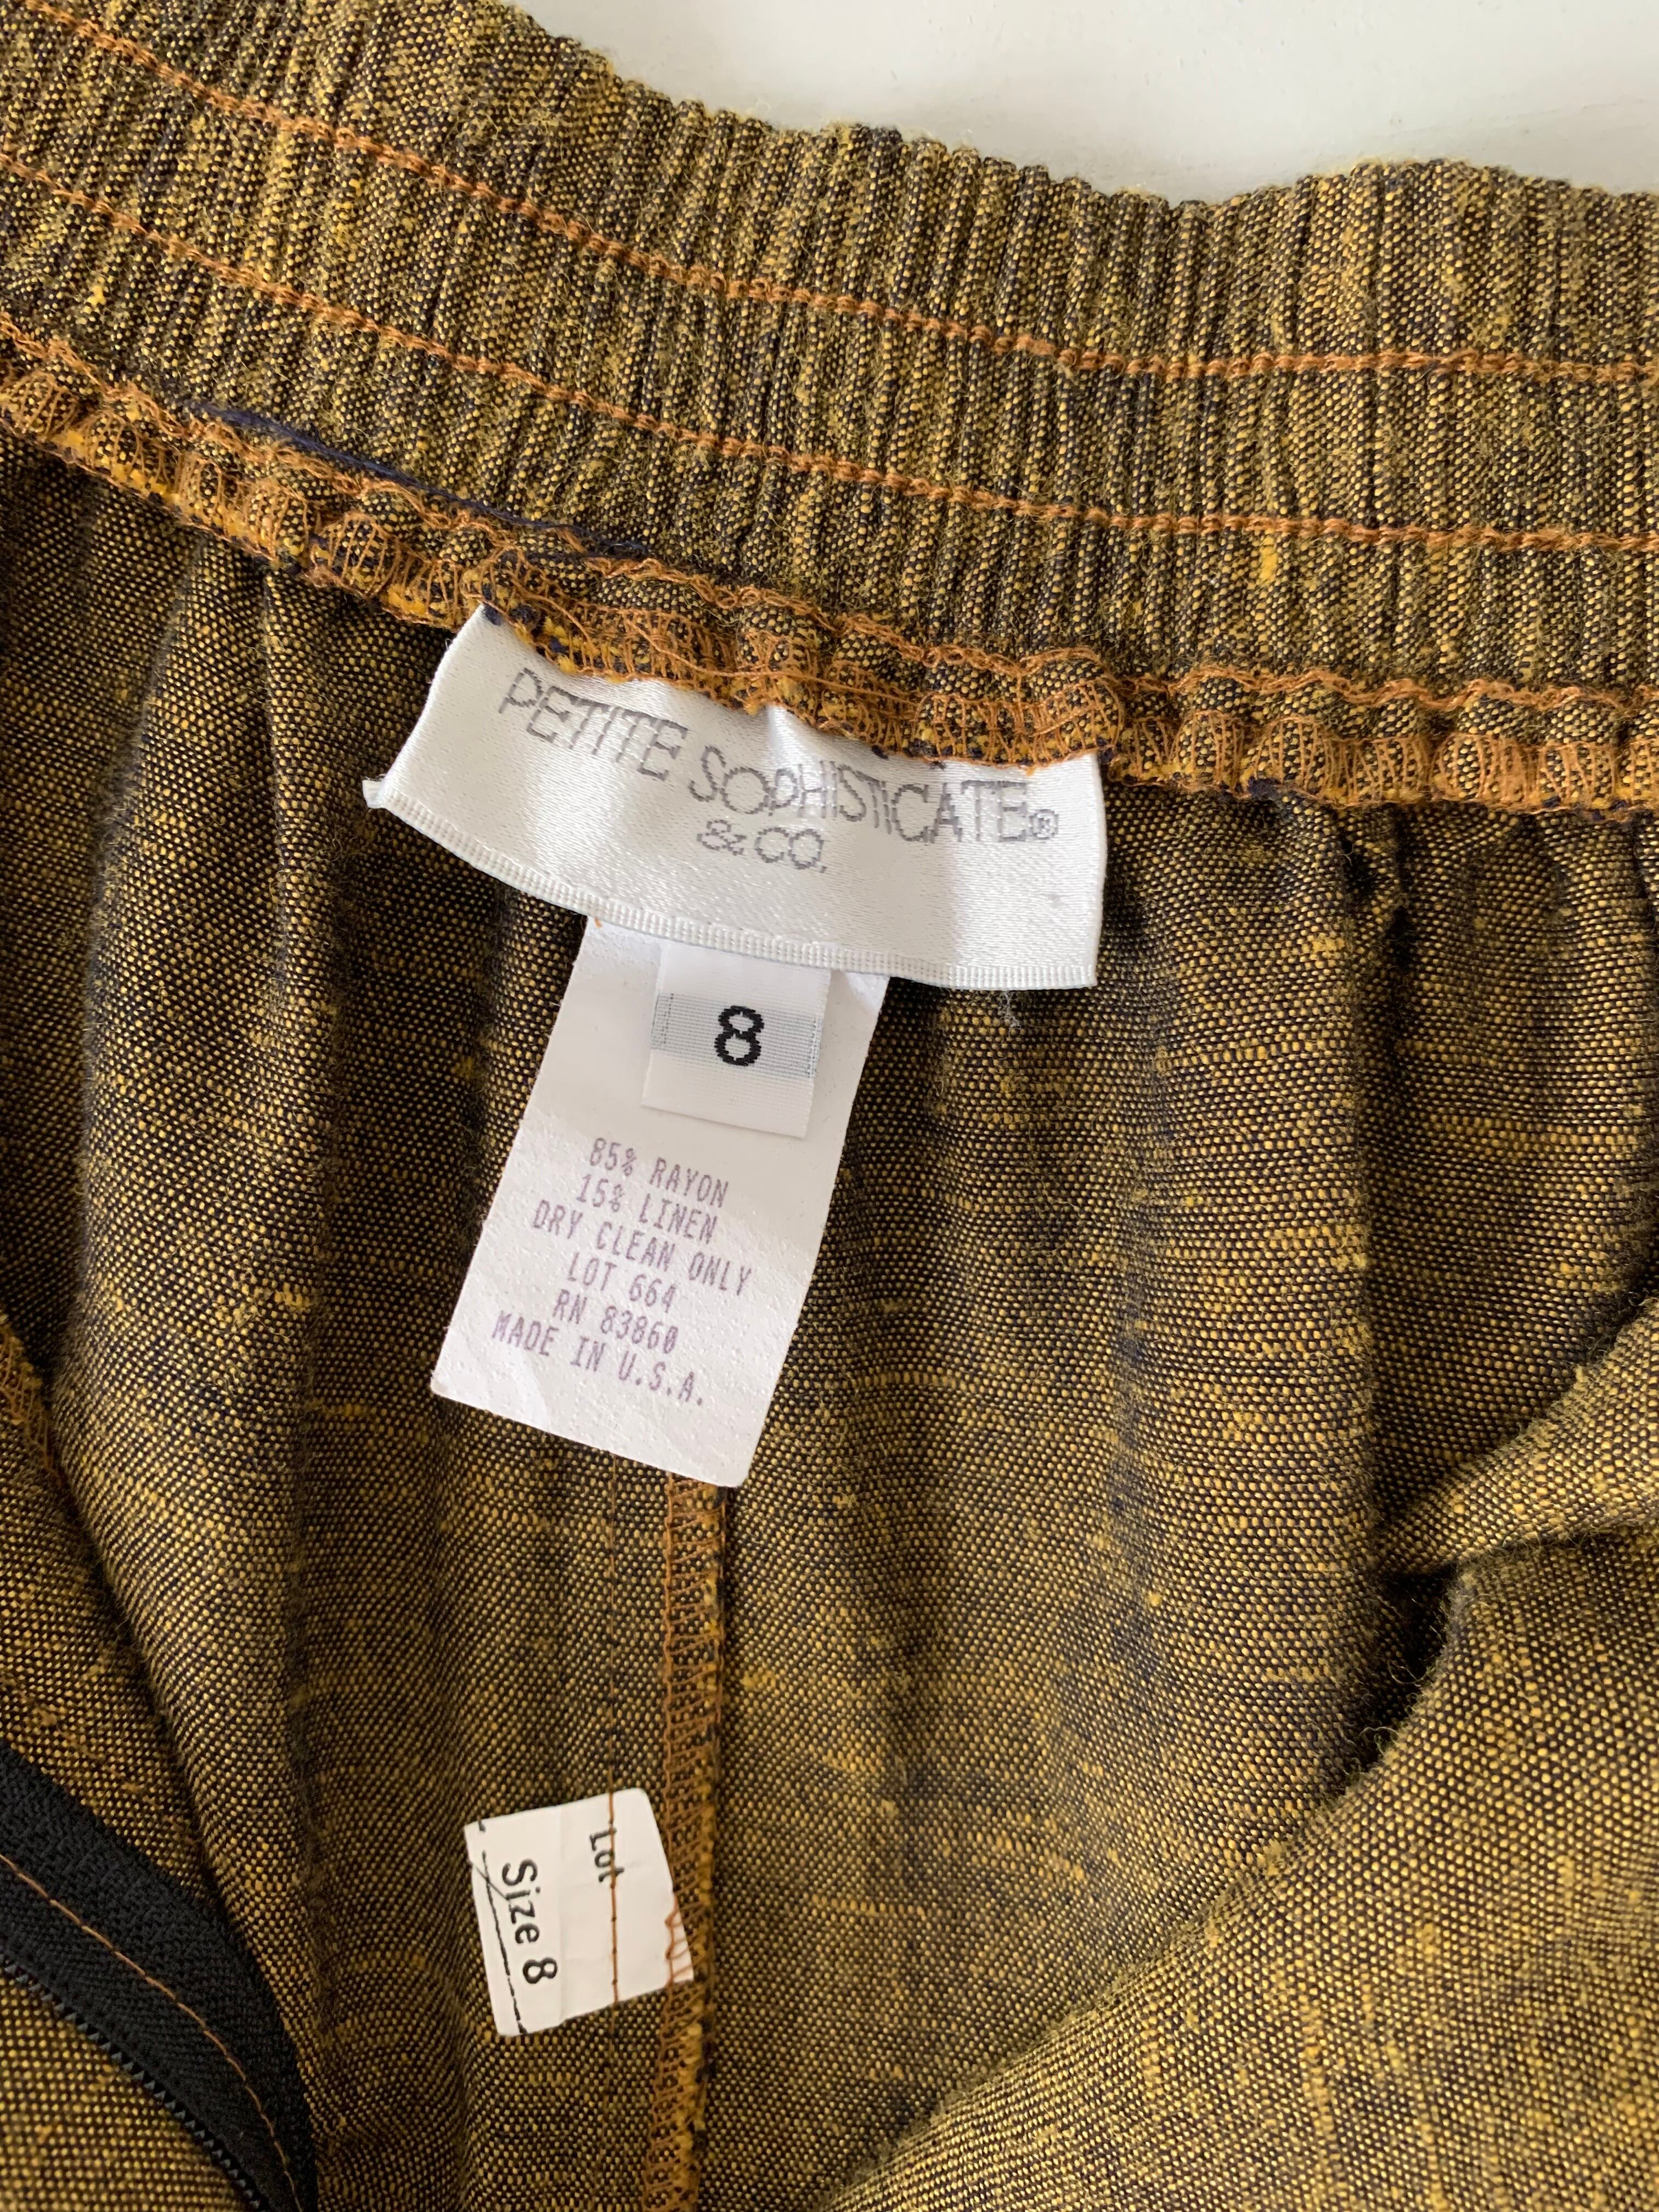 PETITE SOPHISTICATE®
& CO.
8
85% RAYON
15% LINEN
DRY CLEAN ONLY
LOT 664
RN 83860
MADE IN U.S.A.
Lot
Size 8